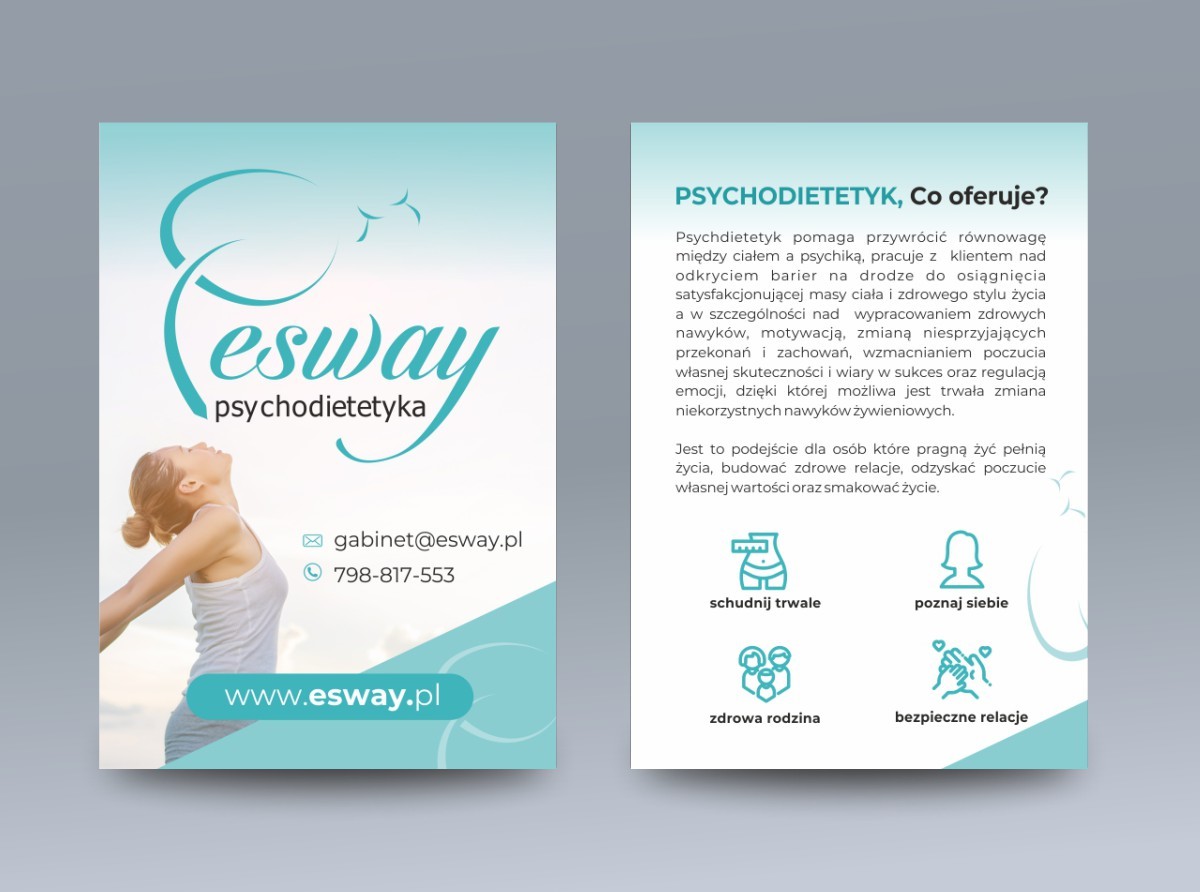 esway
psychodietetyka
gabinet@esway.pl
798-817-553
www.esway.pl
PSYCHODIETETYK, Co oferuje?
Psychdietetyk pomaga przywrócić równowagę
między ciałem a psychiką, pracuje z klientem nad
odkryciem barier na drodze do osiągnięcia
satysfakcjonującej masy ciała i zdrowego stylu życia
a w szczególności nad wypracowaniem zdrowych
nawyków, motywacją, zmianą niesprzyjających
przekonań i zachowań, wzmacnianiem poczucia
własnej skuteczności i wiary w sukces oraz regulacją
emocji, dzięki której możliwa jest trwała zmiana
niekorzystnych nawyków żywieniowych.
Jest to podejście dla osób które pragną żyć pełnią
życia, budować zdrowe relacje, odzyskać poczucie
własnej wartości oraz smakować życie.
schudnij trwale
poznaj siebie
zdrowa rodzina
bezpieczne relacje